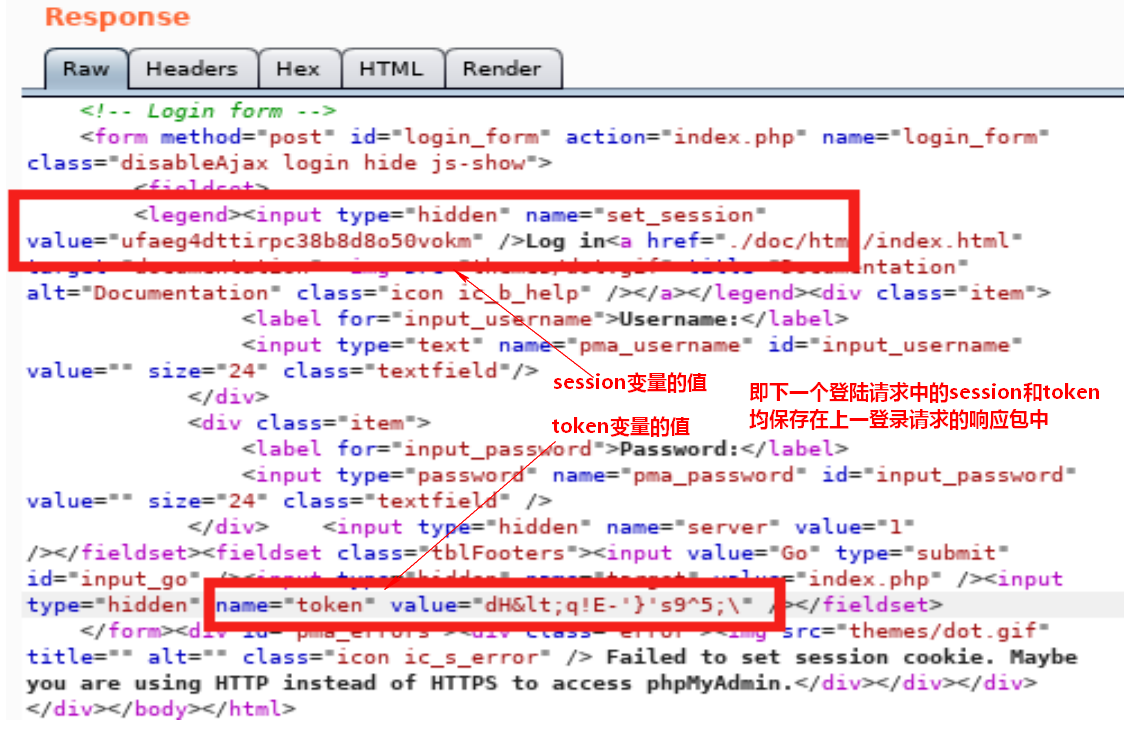 Response
Raw Headers Hex HTML Render
<!-- Login form -->
<form method="post" id="login_form" action="index.php" name="login_form"
class="disableAjax login hide js-show">
<fieldset>
<legend><input type="hidden" name="set_session"
value="ufaeg4dttirpc38b8d8o50vokm" />Log in<a href="./doc/html/index.html"
target="documentation"><img src="themes/dot.gif" title="Documentation"
alt="Documentation" class="icon ic_b_help" /></a></legend><div class="item">
<label for="input_username">Username:</label>
<input type="text" name="pma_username" id="input_username"
value="" size="24" class="textfield"/>
session变量的值
即下一个登陆请求中的session和token
</div>
均保存在上一登录请求的响应包中
<div class="item">
token变量的值
<label for="input_password">Password:</label>
<input type="password" name="pma_password" id="input_password"
value="" size="24" class="textfield" />
</div> <input type="hidden" name="server" value="1"
/></fieldset><fieldset class="tblFooters"><input value="Go" type="submit"
id="input_go" /><input type="hidden" name="target" value="index.php" /><input
type="hidden" name="token" value="dH&lt;q!E-'}'s9^5;\" /></fieldset>
</form><div id="pma_errors"><div class="error"><img src="themes/dot.gif"
title="" alt="" class="icon ic_s_error" /> Failed to set session cookie. Maybe
you are using HTTP instead of HTTPS to access phpMyAdmin.</div></div></div>
</div></body></html>